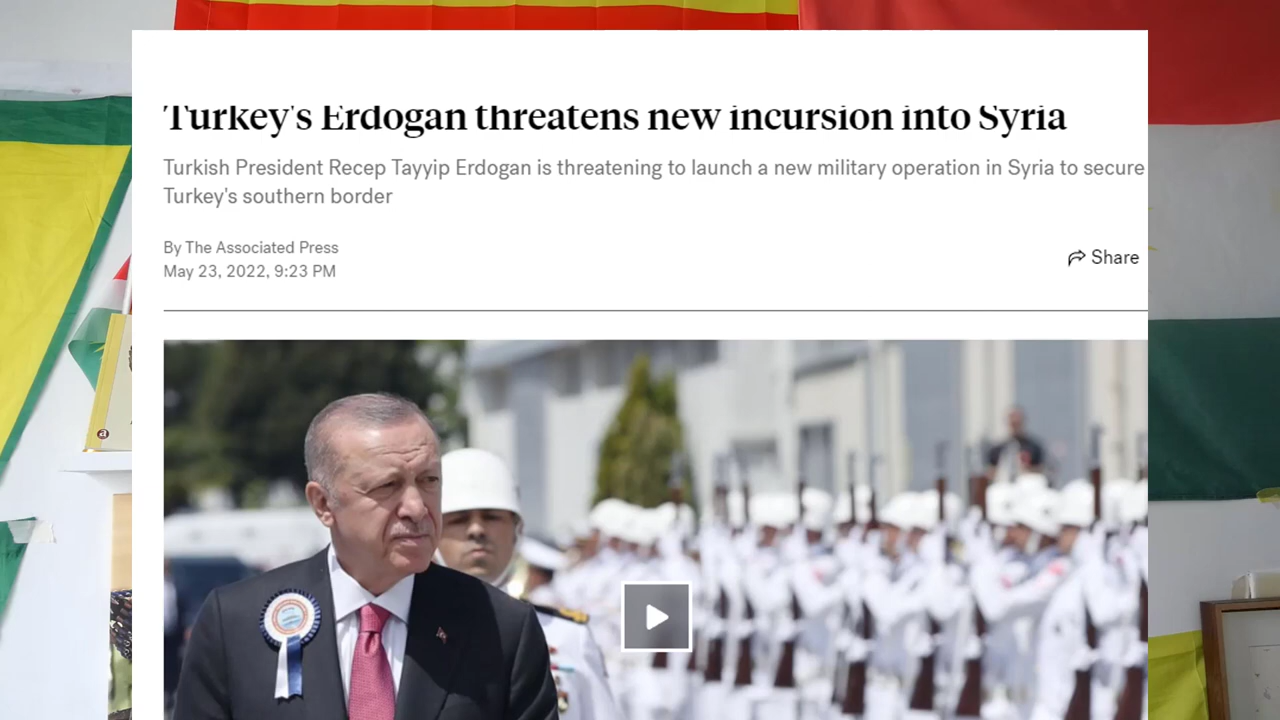 Turkey's Erdogan threatens new incursion into Syria
Turkish President Recep Tayyip Erdogan is threatening to launch a new military operation in Syria to secure
Turkey's southern border
By The Associated Press
May 23, 2022, 9:23 PM
Share